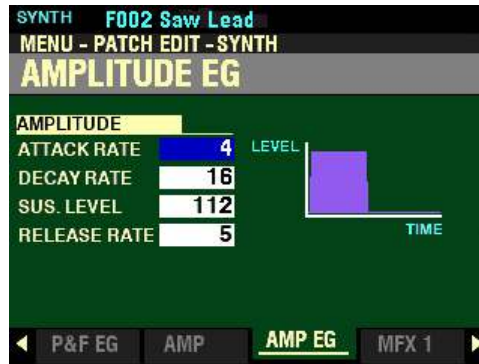 SYNTH F002 Saw Lead
MENU - PATCH EDIT - SYNTH
AMPLITUDE EG
AMPLITUDE
ATTACK RATE 4
DECAY RATE 16
SUS. LEVEL 112
RELEASE RATE 5
LEVEL
TIME
P&F EG AMP AMP EG MFX 1